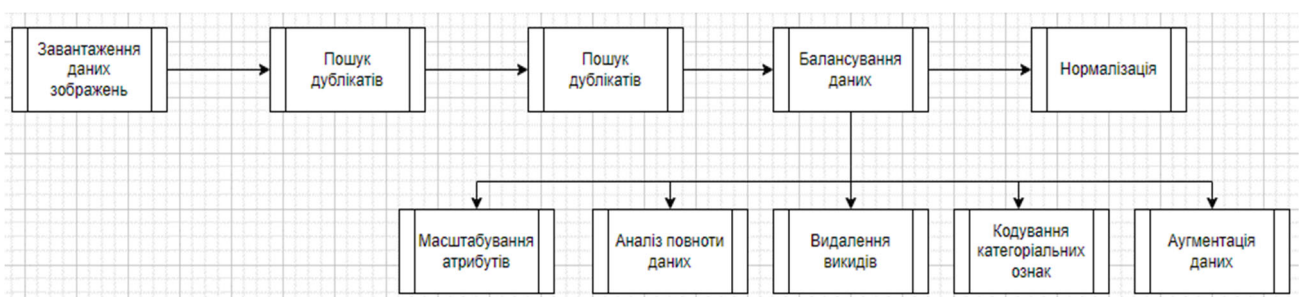 Завантаження
даних
зображень
Пошук
дублікатів
Пошук
дублікатів
Балансування
даних
Нормалізація
Масштабування
атрибутів
Аналіз повноти
даних
Видалення
викидів
Кодування
категоріальних
ознак
Аугментація
даних